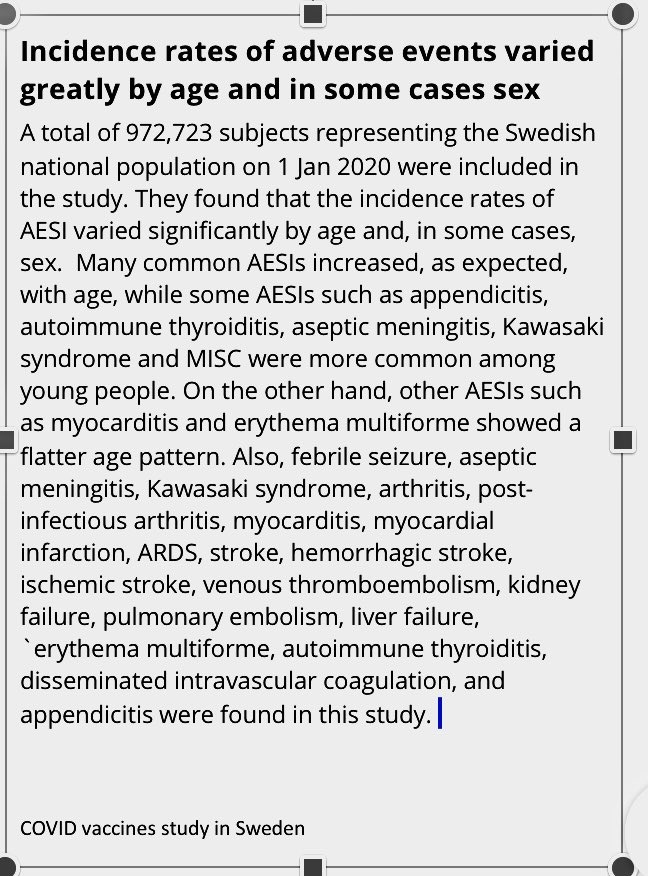 Incidence rates of adverse events varied
greatly by age and in some cases sex
A total of 972,723 subjects representing the Swedish
national population on 1 Jan 2020 were included in
the study. They found that the incidence rates of
AESI varied significantly by age and, in some cases,
sex.  Many common AESIs increased, as expected,
with age, while some AESIs such as appendicitis,
autoimmune thyroiditis, aseptic meningitis, Kawasaki
syndrome and MISC were more common among
young people. On the other hand, other AESIs such
as myocarditis and erythema multiforme showed a
flatter age pattern. Also, febrile seizure, aseptic
meningitis, Kawasaki syndrome, arthritis, post-
infectious arthritis, myocarditis, myocardial
infarction, ARDS, stroke, hemorrhagic stroke,
ischemic stroke, venous thromboembolism, kidney
failure, pulmonary embolism, liver failure,
`erythema multiforme, autoimmune thyroiditis,
disseminated intravascular coagulation, and
appendicitis were found in this study.
COVID vaccines study in Sweden